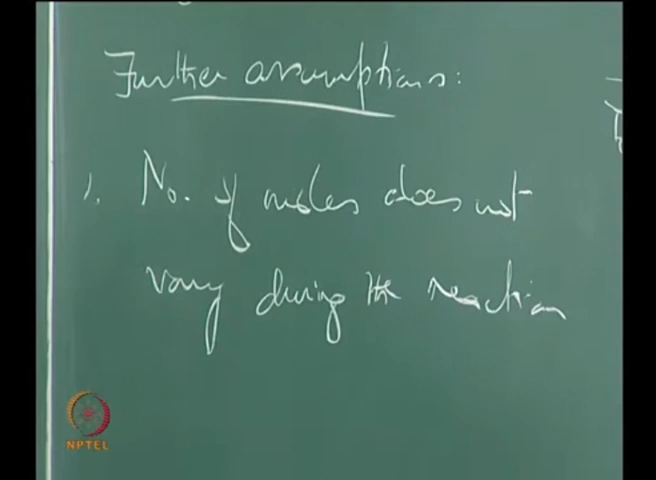 Further assumptions:
1. No. of moles does not
vary during the reaction
NPTEL